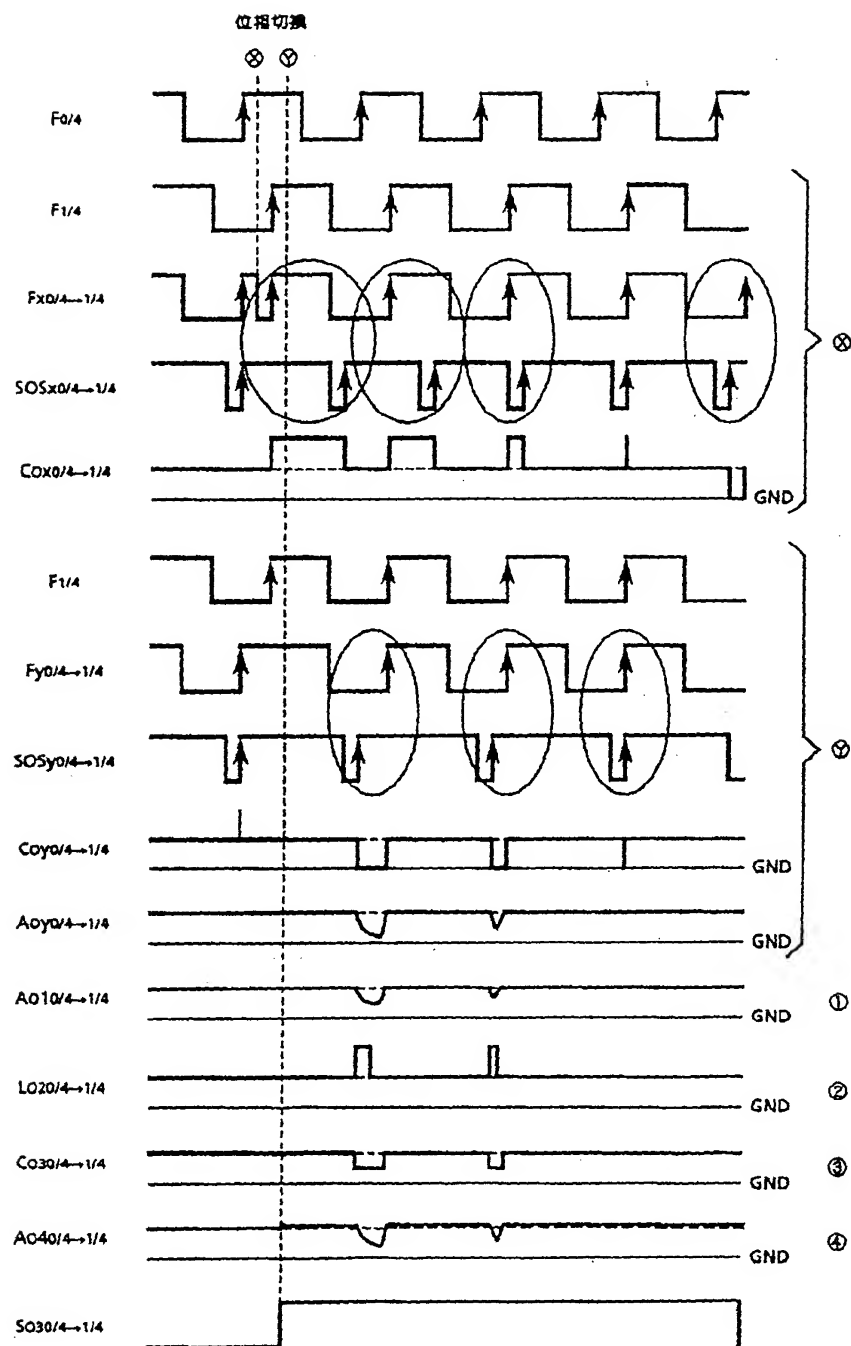 位相切換
Ⓧ Ⓨ
F0/4
F1/4
Fx0/4→1/4
SOSx0/4→1/4
Cox0/4→1/4
GND
Ⓧ
F1/4
Fy0/4→1/4
SOSy0/4→1/4
Coy0/4→1/4
GND
Aoy0/4→1/4
GND
Ⓨ
Ao10/4→1/4
GND
①
Lo20/4→1/4
GND
②
Co30/4→1/4
GND
③
Ao40/4→1/4
GND
④
So30/4→1/4